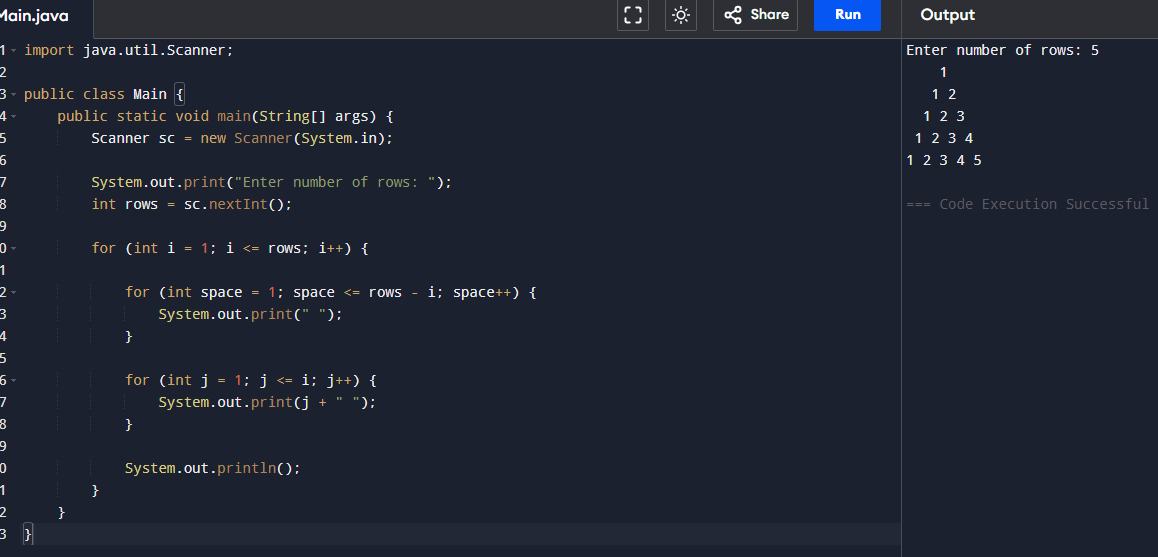 Main.java
Share
Run
Output
1 import java.util.Scanner;
2
3 public class Main {
4     public static void main(String[] args) {
5         Scanner sc = new Scanner(System.in);
6
7         System.out.print("Enter number of rows: ");
8         int rows = sc.nextInt();
9
0         for (int i = 1; i <= rows; i++) {
1
2             for (int space = 1; space <= rows - i; space++) {
3                 System.out.print(" ");
4             }
5
6             for (int j = 1; j <= i; j++) {
7                 System.out.print(j + " ");
8             }
9
0             System.out.println();
1         }
2     }
3 }
Enter number of rows: 5
    1
   1 2
  1 2 3
 1 2 3 4
1 2 3 4 5
=== Code Execution Successful